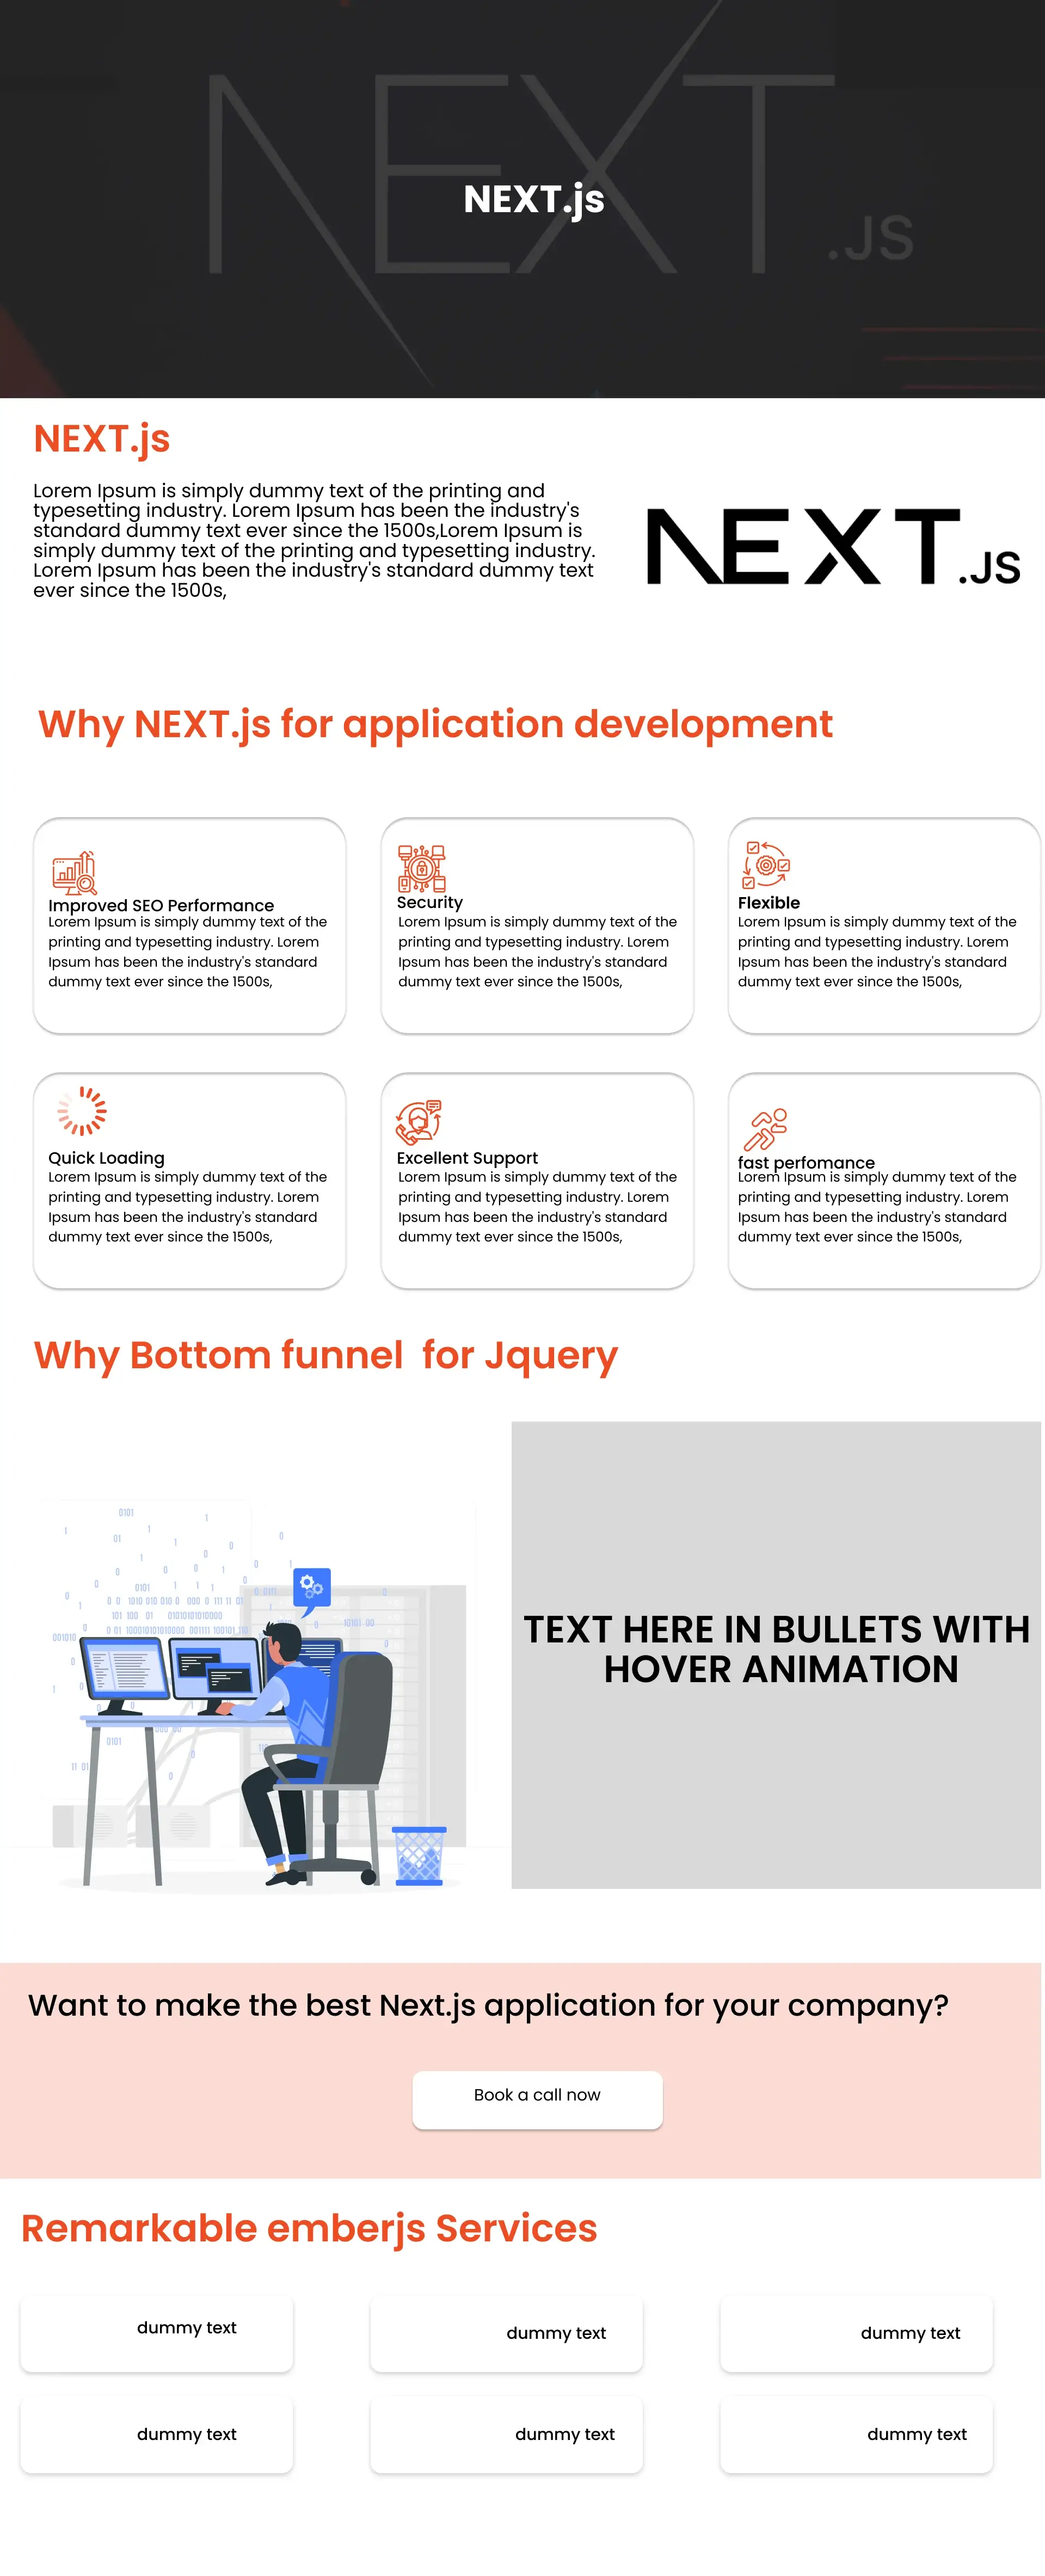 NEXT
.JS
NEXT.js
NEXT.js
Lorem Ipsum is simply dummy text of the printing and
typesetting industry. Lorem Ipsum has been the industry's
standard dummy text ever since the 1500s,Lorem Ipsum is
simply dummy text of the printing and typesetting industry.
Lorem Ipsum has been the industry's standard dummy text
ever since the 1500s,
NEXT.JS
Why NEXT.js for application development
Improved SEO Performance
Lorem Ipsum is simply dummy text of the
printing and typesetting industry. Lorem
Ipsum has been the industry's standard
dummy text ever since the 1500s,
Security
Lorem Ipsum is simply dummy text of the
printing and typesetting industry. Lorem
Ipsum has been the industry's standard
dummy text ever since the 1500s,
Flexible
Lorem Ipsum is simply dummy text of the
printing and typesetting industry. Lorem
Ipsum has been the industry's standard
dummy text ever since the 1500s,
Quick Loading
Lorem Ipsum is simply dummy text of the
printing and typesetting industry. Lorem
Ipsum has been the industry's standard
dummy text ever since the 1500s,
Excellent Support
Lorem Ipsum is simply dummy text of the
printing and typesetting industry. Lorem
Ipsum has been the industry's standard
dummy text ever since the 1500s,
fast perfomance
Lorem Ipsum is simply dummy text of the
printing and typesetting industry. Lorem
Ipsum has been the industry's standard
dummy text ever since the 1500s,
Why Bottom funnel  for Jquery
TEXT HERE IN BULLETS WITH
HOVER ANIMATION
Want to make the best Next.js application for your company?
Book a call now
Remarkable emberjs Services
dummy text
dummy text
dummy text
dummy text
dummy text
dummy text